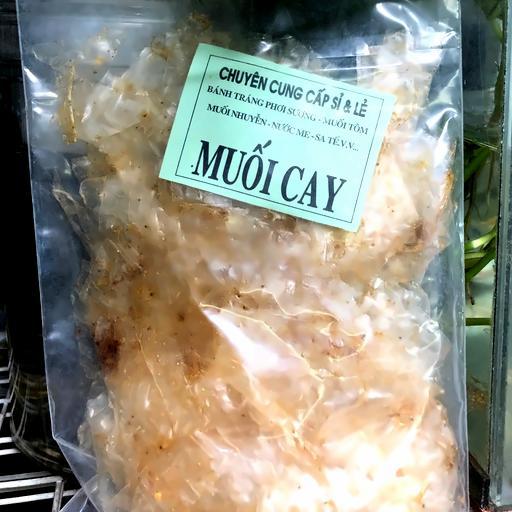 CHUYÊN CUNG CẤP SỈ & LẺ
BÁNH TRÁNG PHƠI SƯƠNG - MUỐI TÔM
MUỐI NHUYỄN - NƯỚC ME - SA TẾ.V.V...
MUỐI CAY